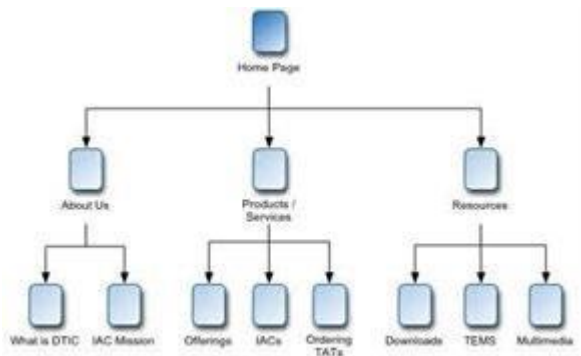 Home Page
About Us
Products /
Services
Resources
What is DTIC
IAC Mission
Offerings
IACs
Ordering
TATs
Downloads
TEMS
Multimedia